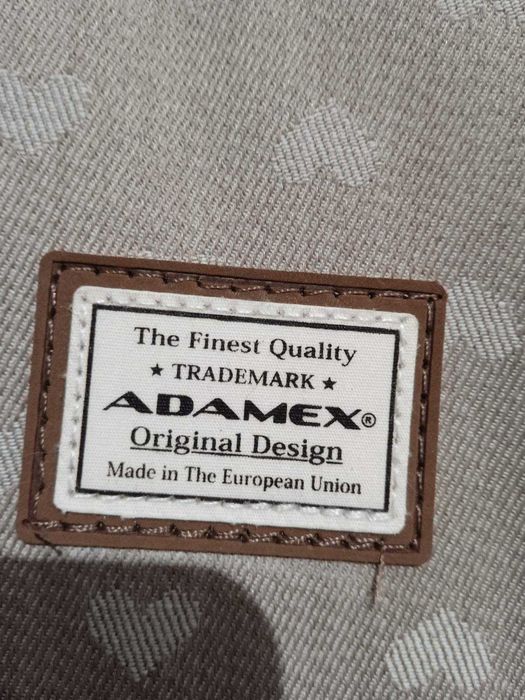 The Finest Quality
★ TRADEMARK ★
ADAMEX®
Original Design
Made in The European Union